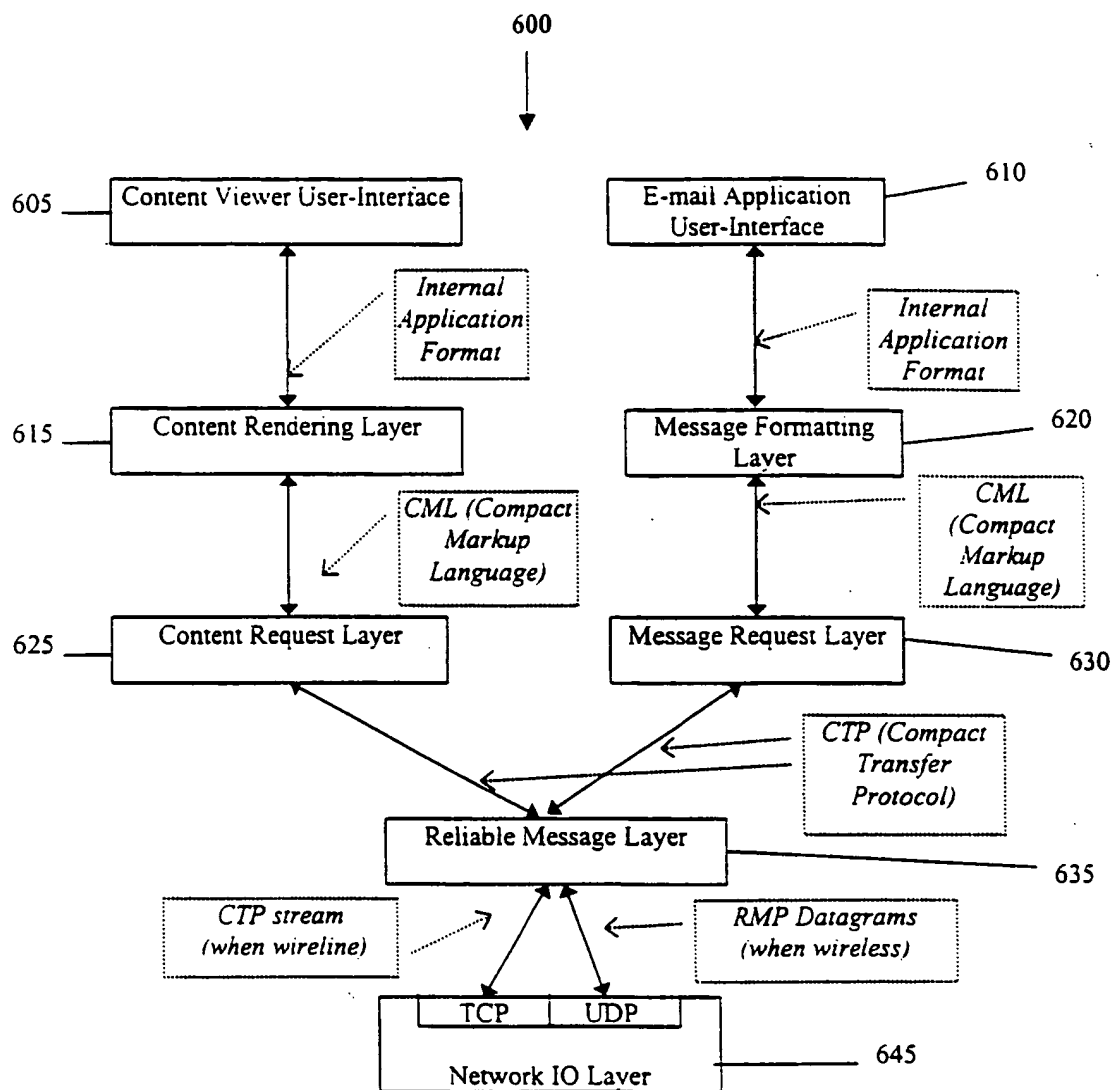 600
605
Content Viewer User-Interface
E-mail Application
User-Interface
610
Internal
Application
Format
Internal
Application
Format
615
Content Rendering Layer
Message Formatting
Layer
620
CML (Compact
Markup
Language)
CML
(Compact
Markup
Language)
625
Content Request Layer
Message Request Layer
630
CTP (Compact
Transfer
Protocol)
Reliable Message Layer
635
CTP stream
(when wireline)
RMP Datagrams
(when wireless)
TCP
UDP
Network IO Layer
645